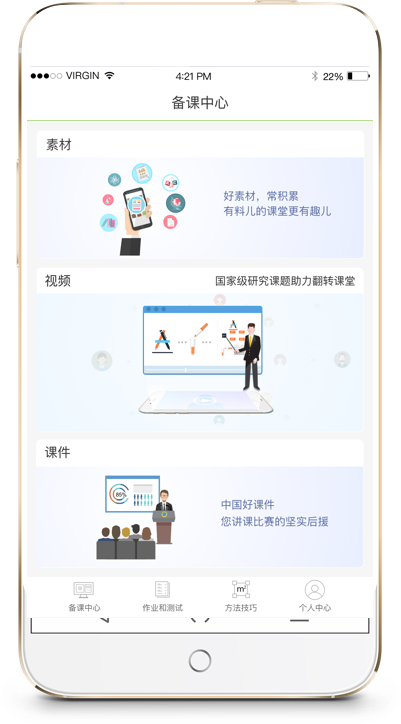 VIRGIN
4:21 PM
22%
备课中心
素材
好素材，常积累
有料儿的课堂更有趣儿
视频
国家级研究课题助力翻转课堂
课件
85%
中国好课件
您讲课比赛的坚实后援
m²
备课中心
作业和测试
方法技巧
个人中心